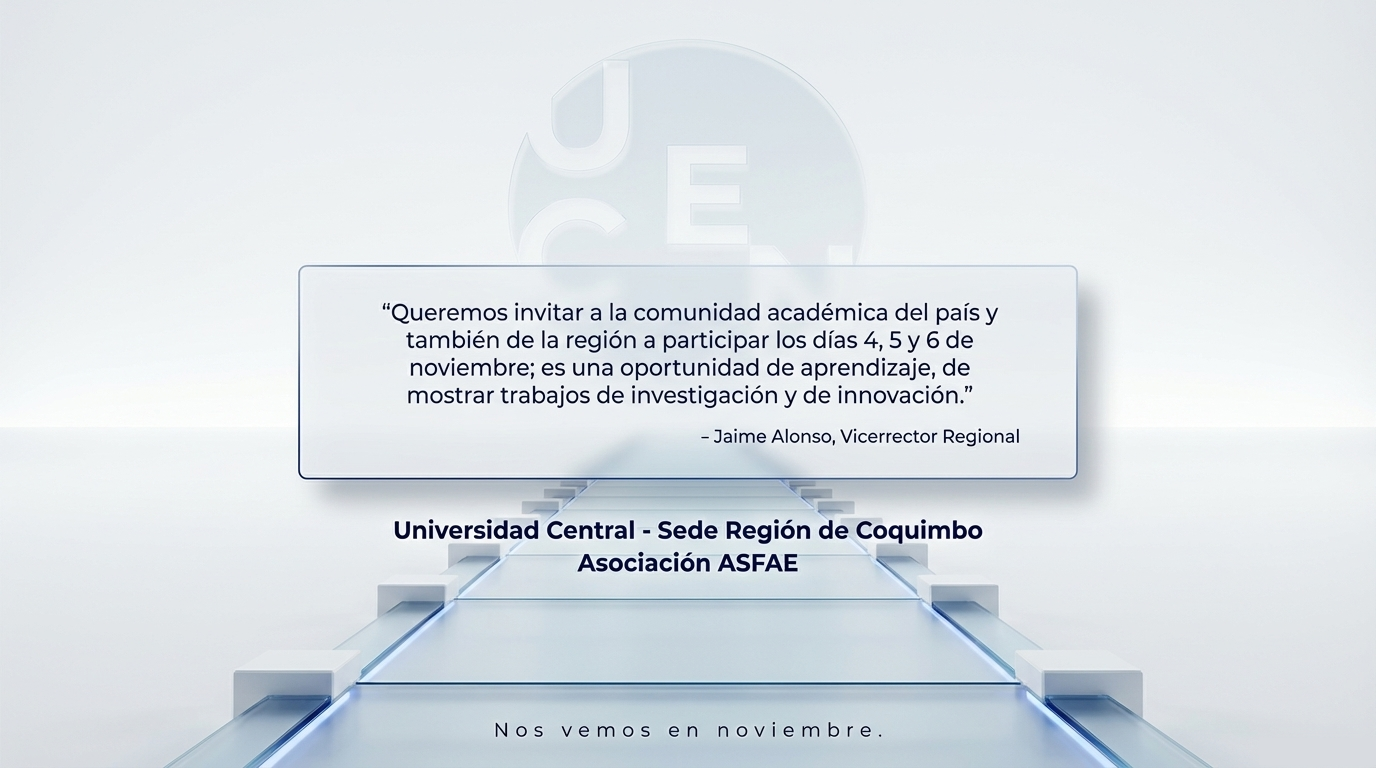 U
E
C
N
“Queremos invitar a la comunidad académica del país y
también de la región a participar los días 4, 5 y 6 de
noviembre; es una oportunidad de aprendizaje, de
mostrar trabajos de investigación y de innovación.”
– Jaime Alonso, Vicerrector Regional
Universidad Central - Sede Región de Coquimbo
Asociación ASFAE
Nos vemos en noviembre.